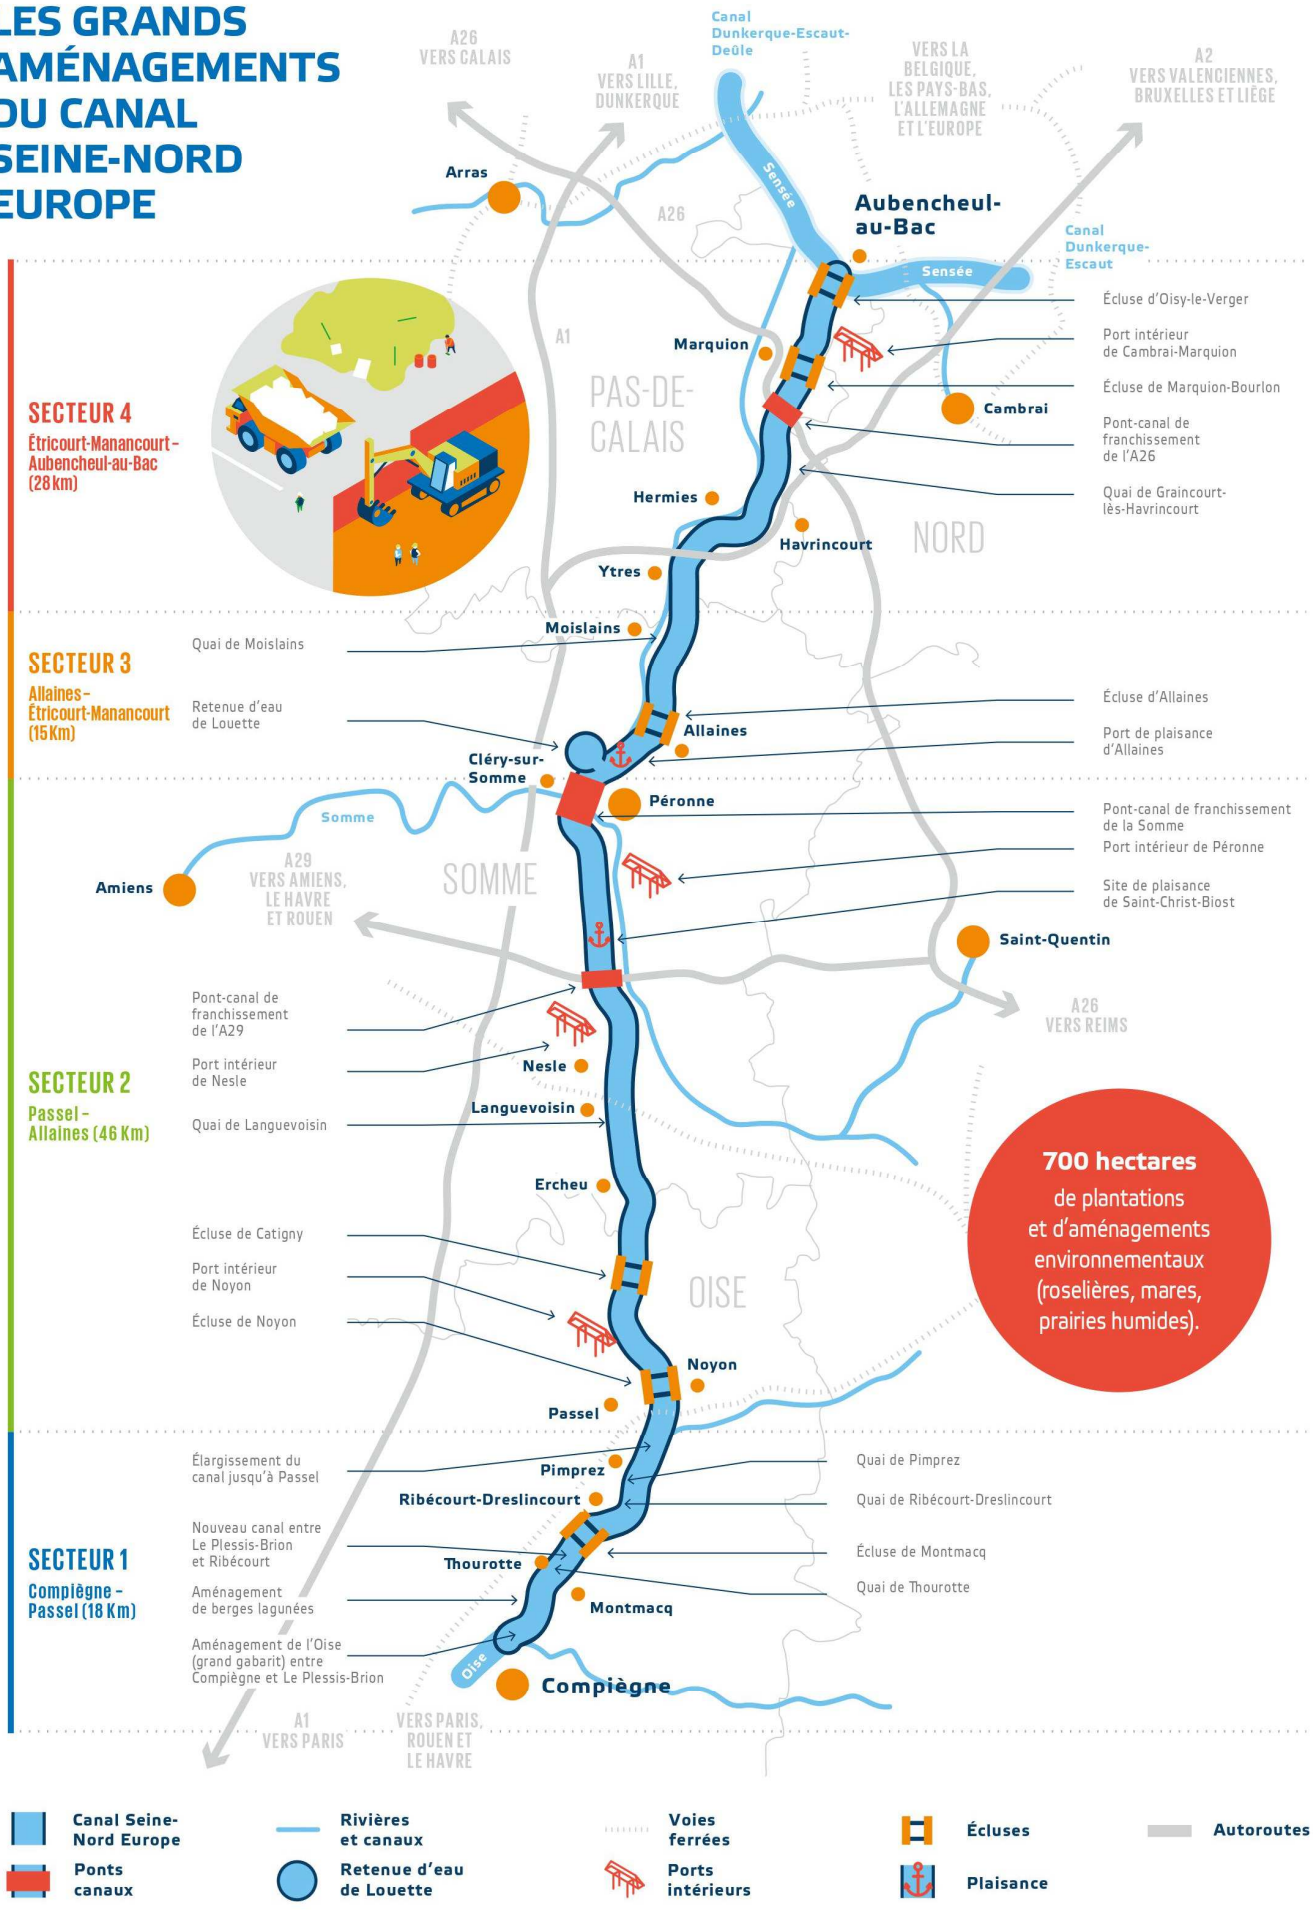 LES GRANDS
AMÉNAGEMENTS
DU CANAL
SEINE-NORD
EUROPE
A26
VERS CALAIS
A1
VERS LILLE,
DUNKERQUE
Canal
Dunkerque-Escaut-
Deûle
VERS LA
BELGIQUE,
LES PAYS-BAS,
L'ALLEMAGNE
ET L'EUROPE
A2
VERS VALENCIENNES,
BRUXELLES ET LIÈGE
Arras
Sensée
A26
Aubencheul-
au-Bac
Canal
Dunkerque-
Escaut
Sensée
SECTEUR 4
Étricourt-Manancourt –
Aubencheul-au-Bac
(28 km)
A1
PAS-DE-
CALAIS
Marquion
Cambrai
Hermies
Havrincourt
NORD
Ytres
Écluse d'Oisy-le-Verger
Port intérieur
de Cambrai-Marquion
Écluse de Marquion-Bourlon
Pont-canal de
franchissement
de l'A26
Quai de Graincourt-
lès-Havrincourt
SECTEUR 3
Allaines –
Étricourt-Manancourt
(15 Km)
Quai de Moislains
Retenue d'eau
de Louette
Moislains
Allaines
Cléry-sur-
Somme
Écluse d'Allaines
Port de plaisance
d'Allaines
Péronne
Somme
Amiens
A29
VERS AMIENS,
LE HAVRE
ET ROUEN
SOMME
Pont-canal de franchissement
de la Somme
Port intérieur de Péronne
Site de plaisance
de Saint-Christ-Biost
Saint-Quentin
A26
VERS REIMS
SECTEUR 2
Passel –
Allaines (46 Km)
Pont-canal de
franchissement
de l'A29
Port intérieur
de Nesle
Quai de Languevoisin
Écluse de Catigny
Port intérieur
de Noyon
Écluse de Noyon
Nesle
Languevoisin
Ercheu
OISE
Noyon
Passel
700 hectares
de plantations
et d'aménagements
environnementaux
(roselières, mares,
prairies humides).
SECTEUR 1
Compiègne –
Passel (18 Km)
Élargissement du
canal jusqu'à Passel
Nouveau canal entre
Le Plessis-Brion
et Ribécourt
Aménagement
de berges lagunées
Aménagement de l'Oise
(grand gabarit) entre
Compiègne et Le Plessis-Brion
Pimprez
Ribécourt-Dreslincourt
Thourotte
Montmacq
Oise
Compiègne
Quai de Pimprez
Quai de Ribécourt-Dreslincourt
Écluse de Montmacq
Quai de Thourotte
A1
VERS PARIS
VERS PARIS,
ROUEN ET
LE HAVRE
Canal Seine-
Nord Europe
Ponts
canaux
Rivières
et canaux
Retenue d'eau
de Louette
Voies
ferrées
Ports
intérieurs
Écluses
Plaisance
Autoroutes